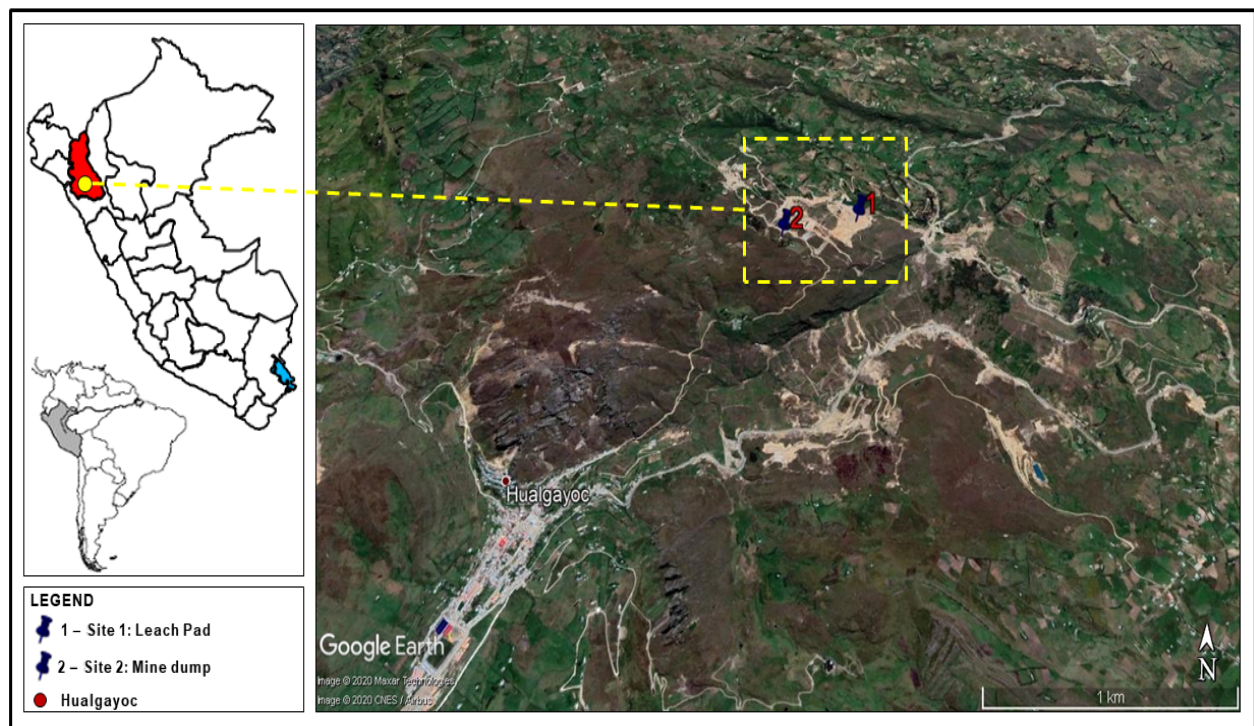 1
2
Hualgayoc
Google Earth
Image © 2020 Maxar Technologies
Image © 2020 CNES / Airbus
N
1 km
LEGEND
1 – Site 1: Leach Pad
2 – Site 2: Mine dump
Hualgayoc